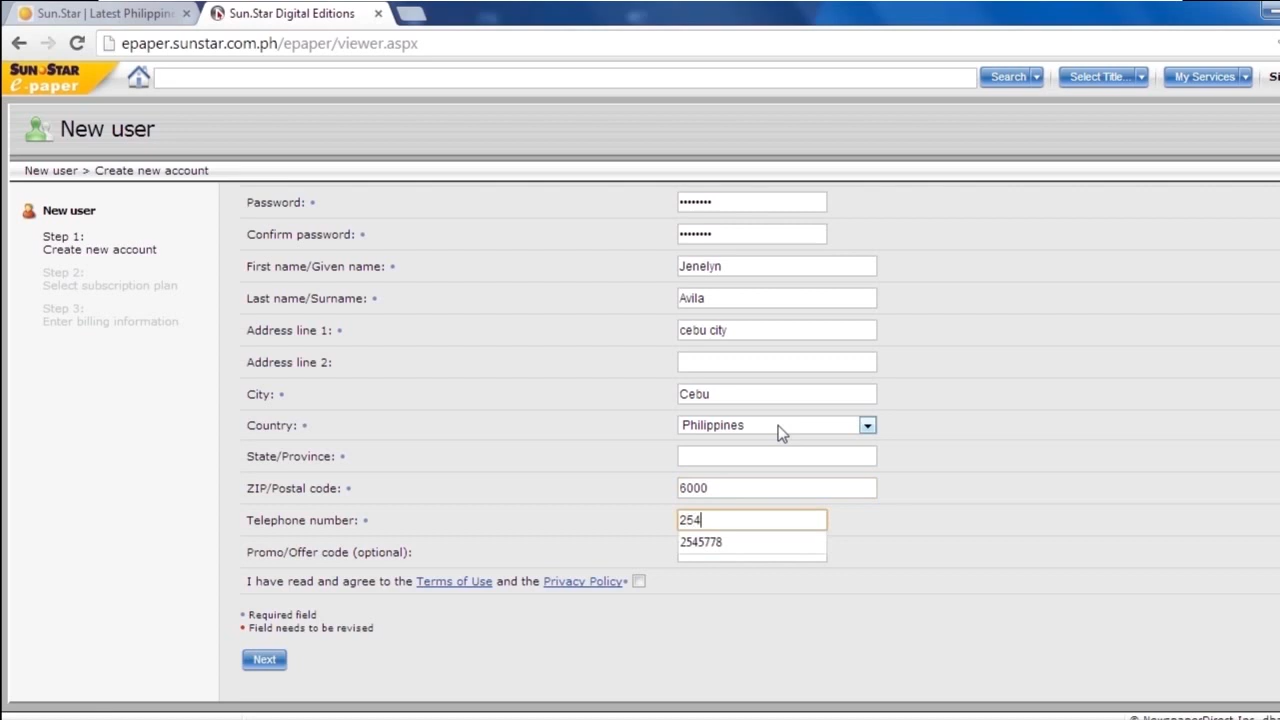 Sun.Star | Latest Philippin
Sun.Star Digital Editions
epaper.sunstar.com.ph/epaper/viewer.aspx
SUN STAR
e-paper
Search
Select Title...
My Services
New user
New user > Create new account
New user
Step 1:
Create new account
Step 2:
Select subscription plan
Step 3:
Enter billing information
Password: •
••••••••
Confirm password: •
••••••••
First name/Given name: •
Jenelyn
Last name/Surname: •
Avila
Address line 1: •
cebu city
Address line 2:
City: •
Cebu
Country: •
Philippines
State/Province: •
ZIP/Postal code: •
6000
Telephone number: •
254
2545778
Promo/Offer code (optional):
I have read and agree to the Terms of Use and the Privacy Policy•
• Required field
• Field needs to be revised
Next